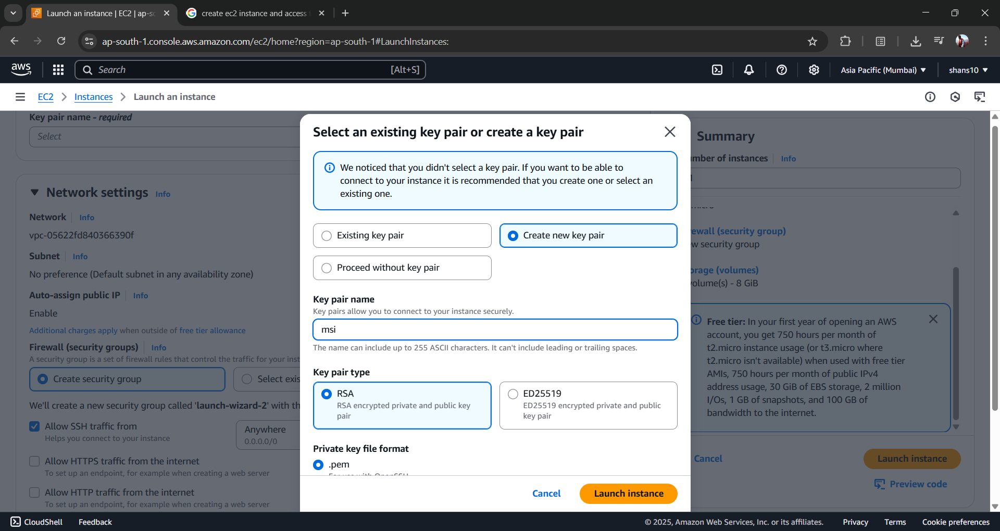 Launch an instance | EC2 | ap-sc
create ec2 instance and access
ap-south-1.console.aws.amazon.com/ec2/home?region=ap-south-1#LaunchInstances:
aws
Search
[Alt+S]
Asia Pacific (Mumbai)
shans10
EC2
Instances
Launch an instance
Key pair name - required
Select
Network settings Info
Network Info
vpc-05622fd840366390f
Subnet Info
No preference (Default subnet in any availability zone)
Auto-assign public IP Info
Enable
Additional charges apply when outside of free tier allowance
Firewall (security groups) Info
A security group is a set of firewall rules that control the traffic for your inst
Create security group
Select exis
We'll create a new security group called 'launch-wizard-2' with th
Allow SSH traffic from
Helps you connect to your instance
Anywhere
0.0.0.0/0
Allow HTTPS traffic from the internet
To set up an endpoint, for example when creating a web server
Allow HTTP traffic from the internet
To set up an endpoint, for example when creating a web server
Select an existing key pair or create a key pair
We noticed that you didn't select a key pair. If you want to be able to
connect to your instance it is recommended that you create one or select an
existing one.
Existing key pair
Create new key pair
Proceed without key pair
Key pair name
Key pairs allow you to connect to your instance securely.
msi
The name can include up to 255 ASCII characters. It can't include leading or trailing spaces.
Key pair type
RSA
RSA encrypted private and public key
pair
ED25519
ED25519 encrypted private and public
key pair
Private key file format
.pem
For use with OpenSSH
Cancel
Launch instance
Summary
mber of instances Info
rewall (security group)
w security group
orage (volumes)
volume(s) - 8 GiB
Free tier: In your first year of opening an AWS
account, you get 750 hours per month of
t2.micro instance usage (or t3.micro where
t2.micro isn't available) when used with free tier
AMIs, 750 hours per month of public IPv4
address usage, 30 GiB of EBS storage, 2 million
I/Os, 1 GB of snapshots, and 100 GB of
bandwidth to the internet.
Cancel
Launch instance
Preview code
CloudShell
Feedback
© 2025, Amazon Web Services, Inc. or its affiliates.
Privacy
Terms
Cookie preferences